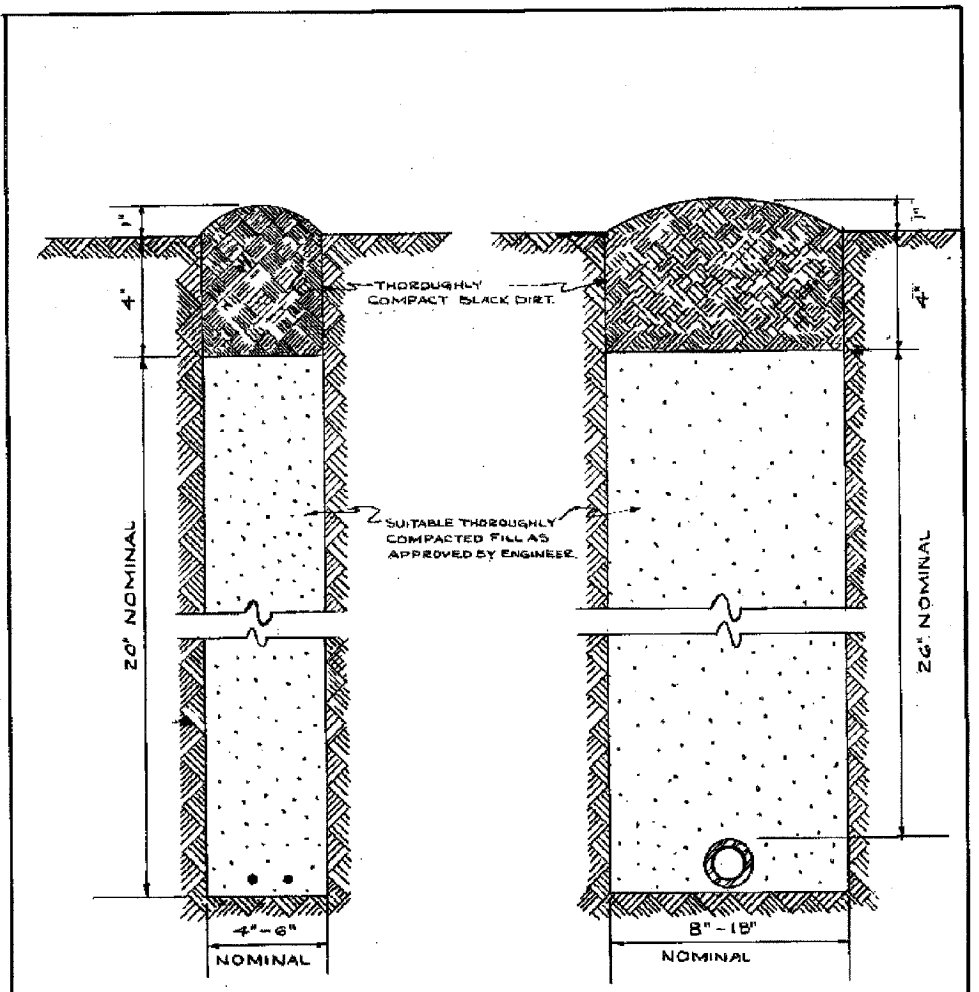 1"
4"
20" NOMINAL
THOROUGHLY
COMPACT BLACK DIRT.
SUITABLE THOROUGHLY
COMPACTED FILL AS
APPROVED BY ENGINEER.
1"
4"
26" NOMINAL
4"-6"
NOMINAL
8"-18"
NOMINAL